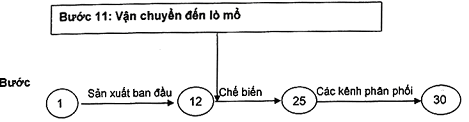 Bước 11: Vận chuyển đến lò mổ
Bước
Sản xuất ban đầu
Chế biến
Các kênh phân phối
1
12
25
30